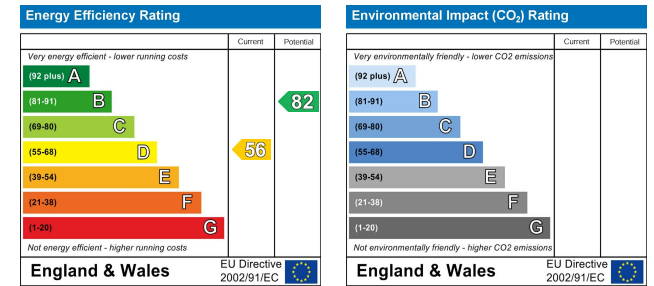 Energy Efficiency Rating
Current Potential
Very energy efficient - lower running costs
(92 plus) A
(81-91) B
82
(69-80) C
(55-68) D
56
(39-54) E
(21-38) F
(1-20) G
Not energy efficient - higher running costs
England & Wales
EU Directive
2002/91/EC
Environmental Impact (CO₂) Rating
Current Potential
Very environmentally friendly - lower CO2 emissions
(92 plus) A
(81-91) B
(69-80) C
(55-68) D
(39-54) E
(21-38) F
(1-20) G
Not environmentally friendly - higher CO2 emissions
England & Wales
EU Directive
2002/91/EC